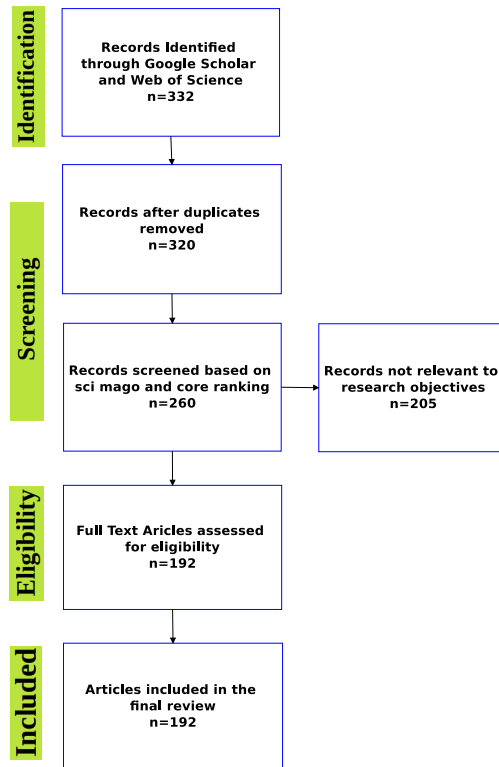 Identification
Records Identified
through Google Scholar
and Web of Science
n=332
Screening
Records after duplicates
removed
n=320
Records screened based on
sci mago and core ranking
n=260
Records not relevant to
research objectives
n=205
Eligibility
Full Text Aricles assessed
for eligibility
n=192
Included
Articles included in the
final review
n=192